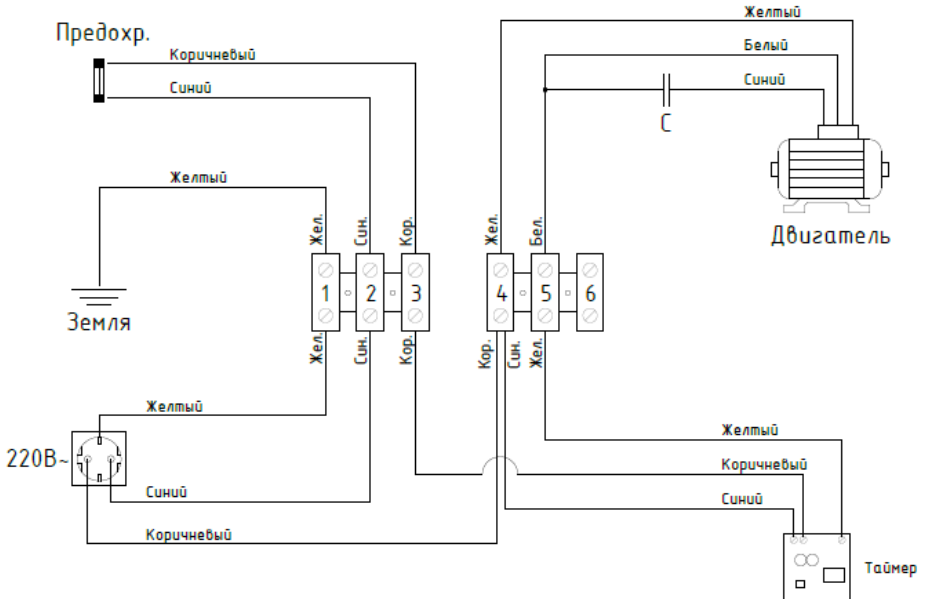 Желтый
Предохр.
Белый
Коричневый
Синий
Синий
C
Желтый
Двигатель
Жел.
Син.
Кор.
Жел.
Бел.
1
2
3
4
5
6
Земля
Жел.
Син.
Кор.
Кор.
Син.
Жел.
Желтый
Желтый
220В~
Коричневый
Синий
Синий
Коричневый
Таймер